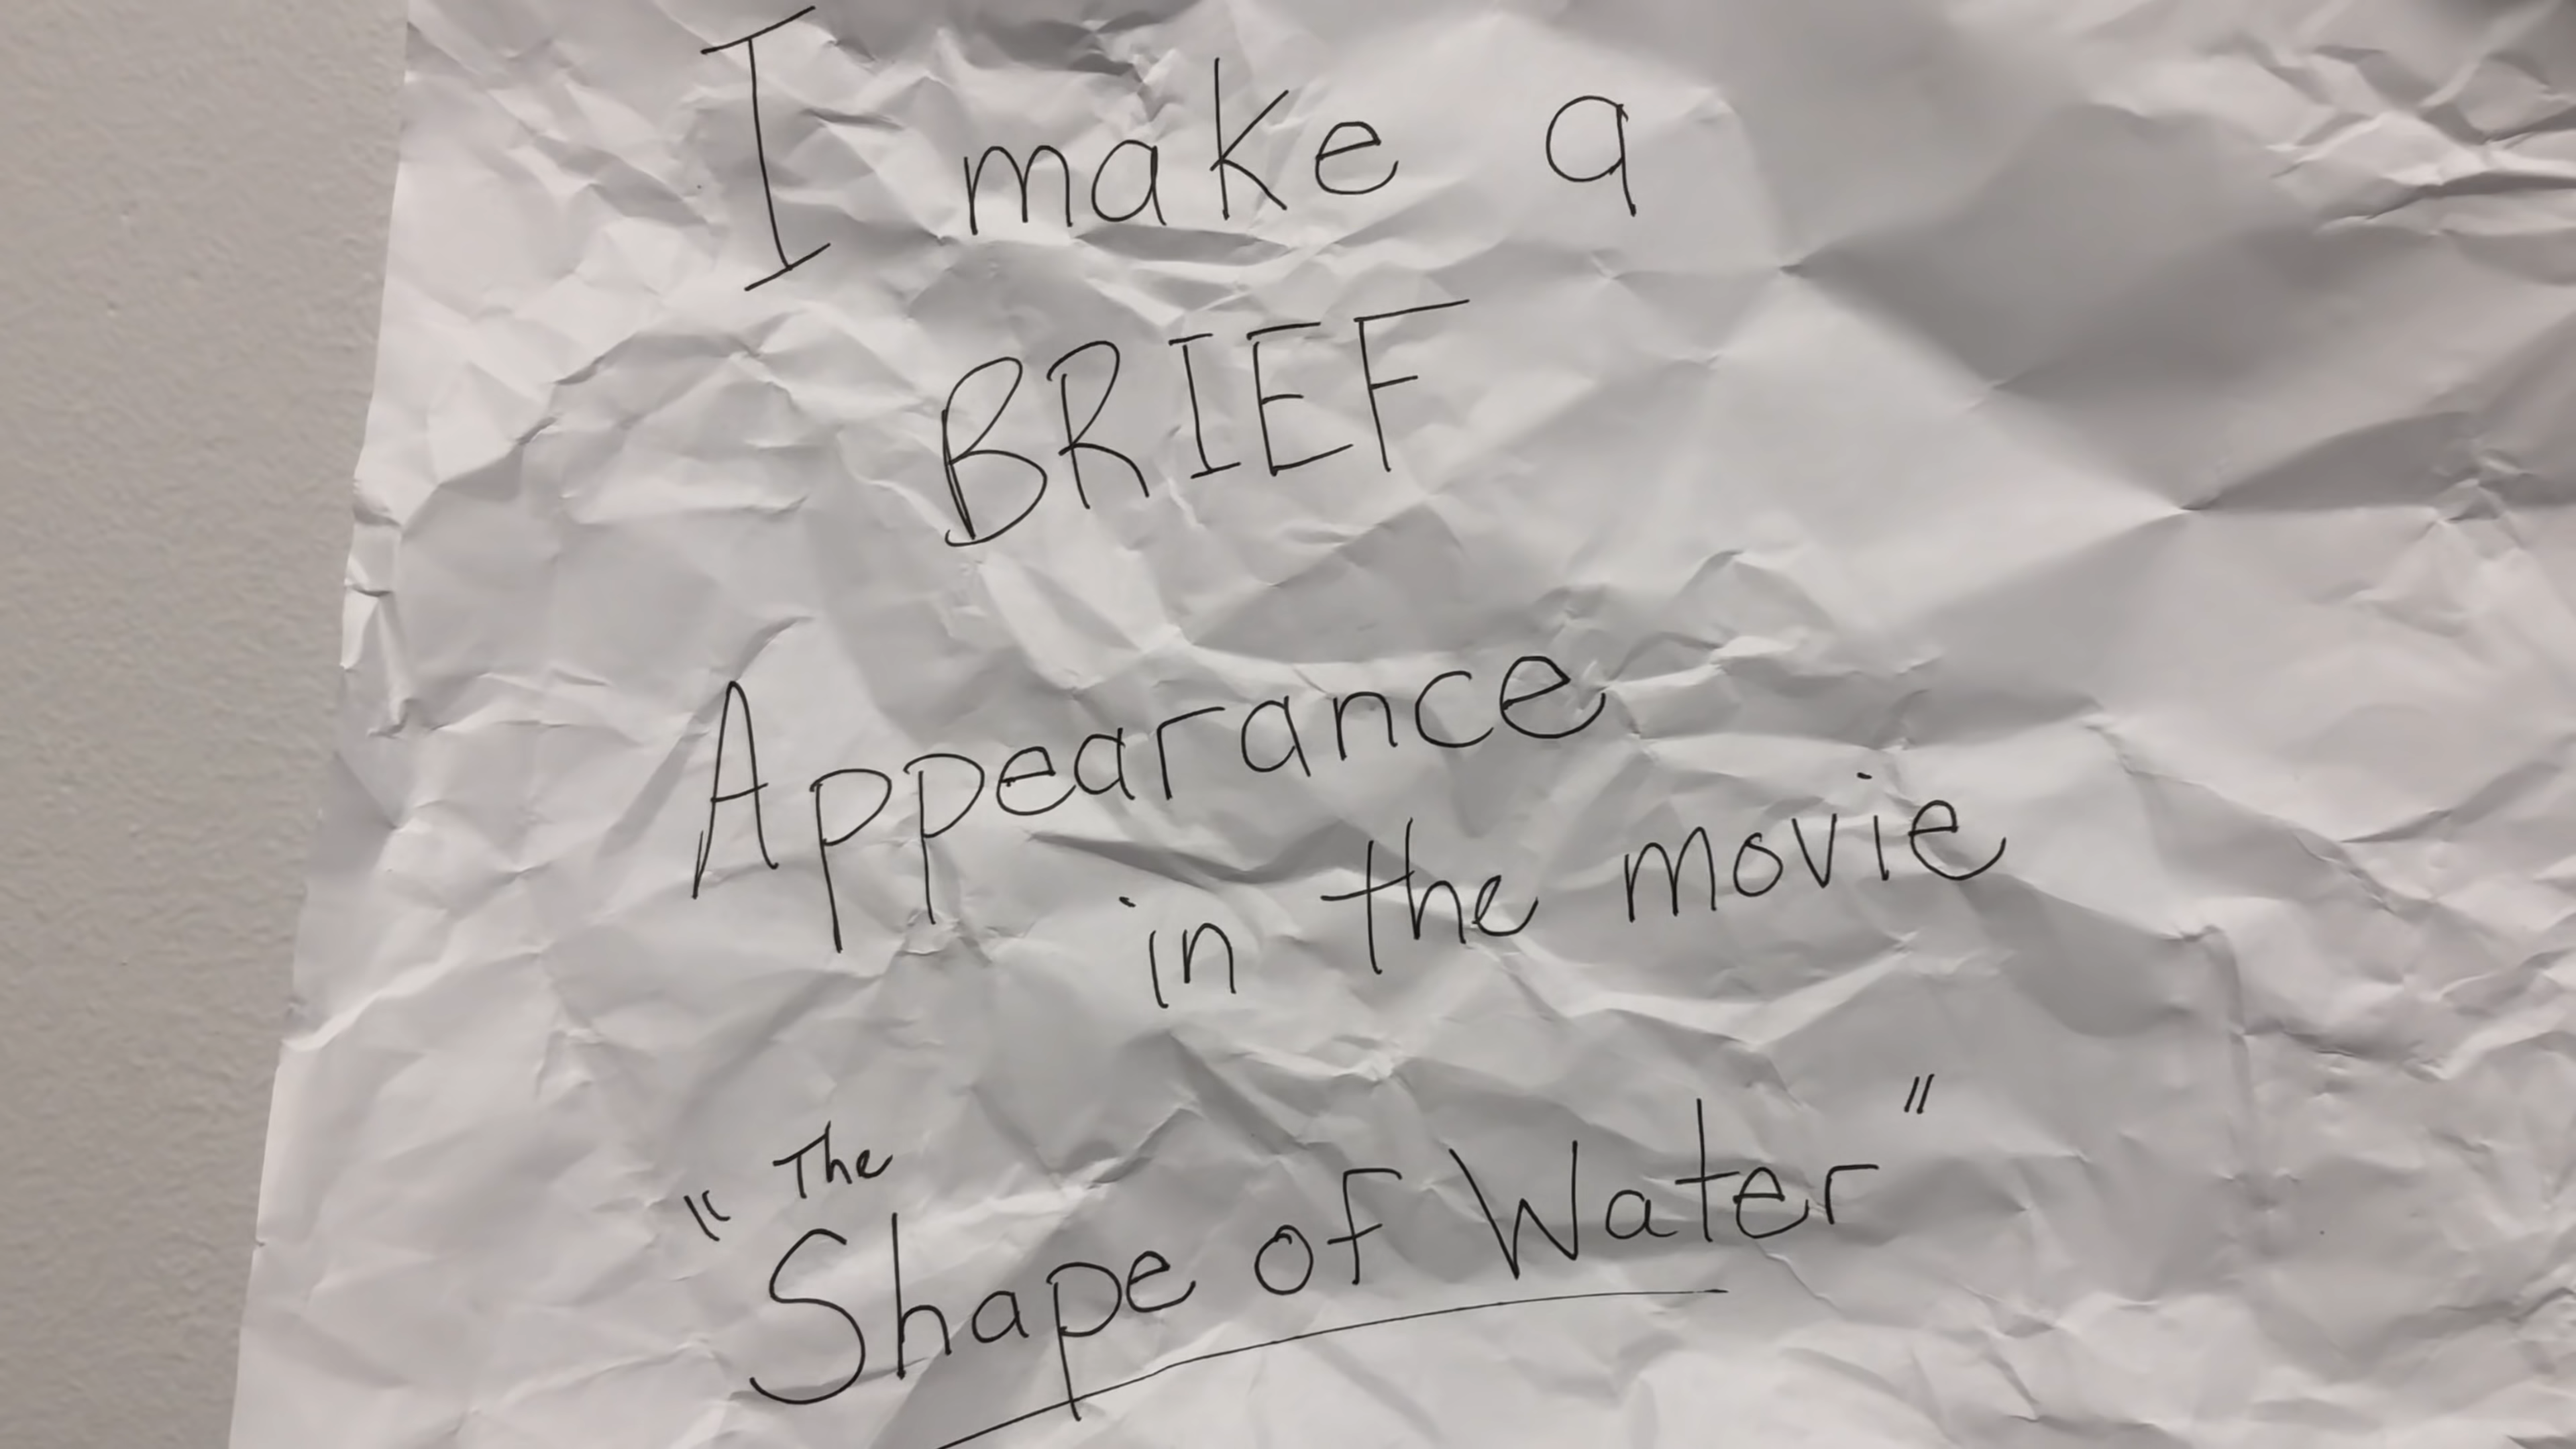 I make a
BRIEF
Appearance
in the movie
"The
Shape of Water"